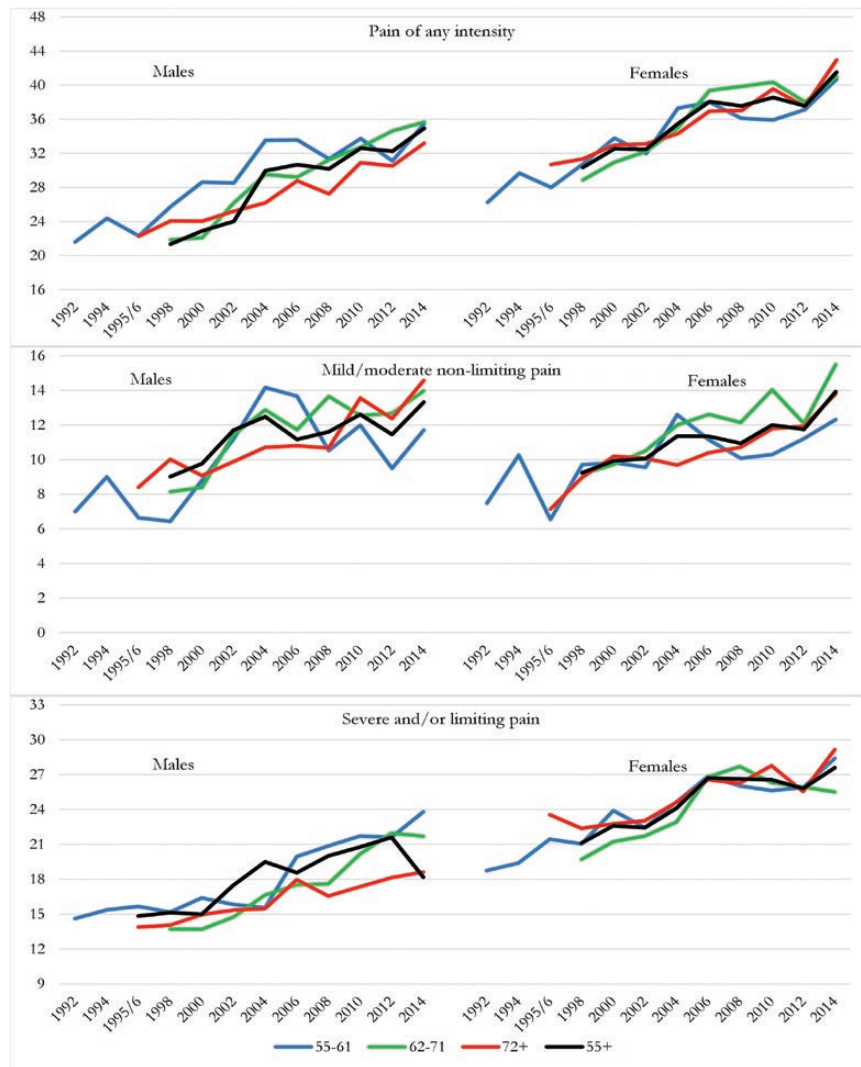 Pain of any intensity
Males
Females
48
44
40
36
32
28
24
20
16
1992 1994 1995/6 1998 2000 2002 2004 2006 2008 2010 2012 2014 1992 1994 1995/6 1998 2000 2002 2004 2006 2008 2010 2012 2014
Mild/moderate non-limiting pain
Males
Females
16
14
12
10
8
6
4
2
0
1992 1994 1995/6 1998 2000 2002 2004 2006 2008 2010 2012 2014 1992 1994 1995/6 1998 2000 2002 2004 2006 2008 2010 2012 2014
Severe and/or limiting pain
Males
Females
33
30
27
24
21
18
15
12
9
1992 1994 1995/6 1998 2000 2002 2004 2006 2008 2010 2012 2014 1992 1994 1995/6 1998 2000 2002 2004 2006 2008 2010 2012 2014
55-61 62-71 72+ 55+